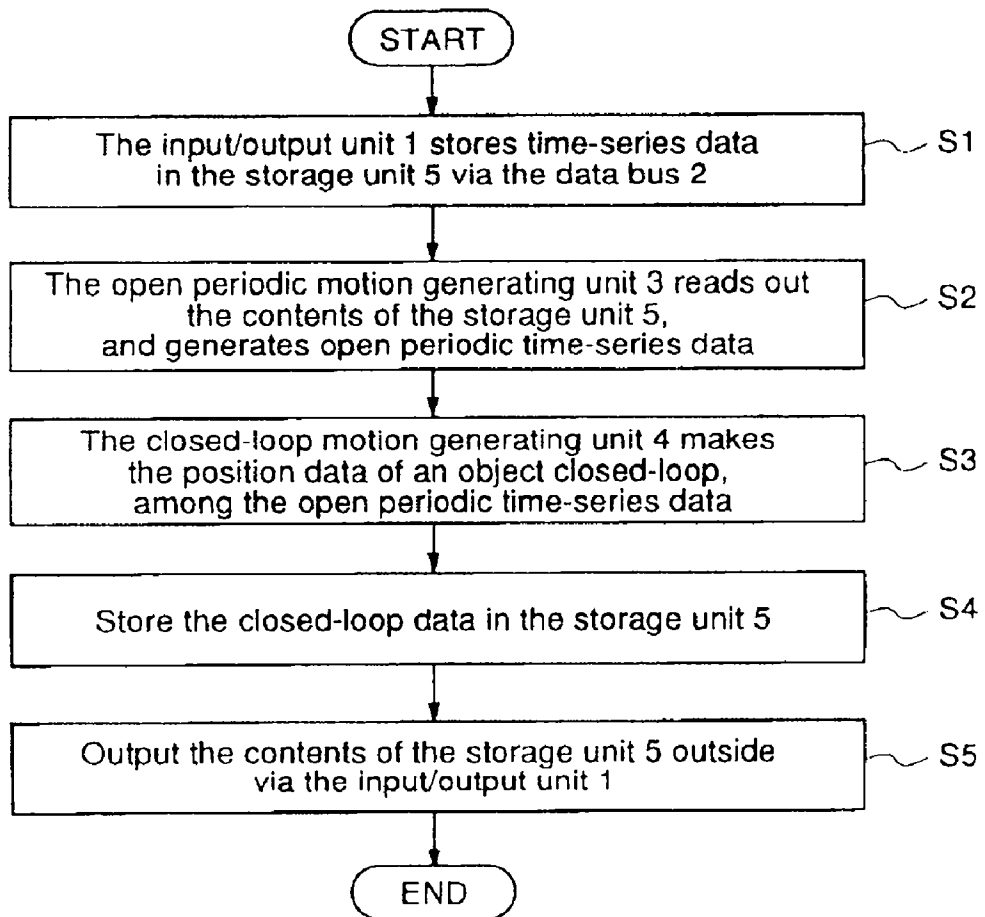 START
The input/output unit 1 stores time-series data
in the storage unit 5 via the data bus 2
S1
The open periodic motion generating unit 3 reads out
the contents of the storage unit 5,
and generates open periodic time-series data
S2
The closed-loop motion generating unit 4 makes
the position data of an object closed-loop,
among the open periodic time-series data
S3
Store the closed-loop data in the storage unit 5
S4
Output the contents of the storage unit 5 outside
via the input/output unit 1
S5
END